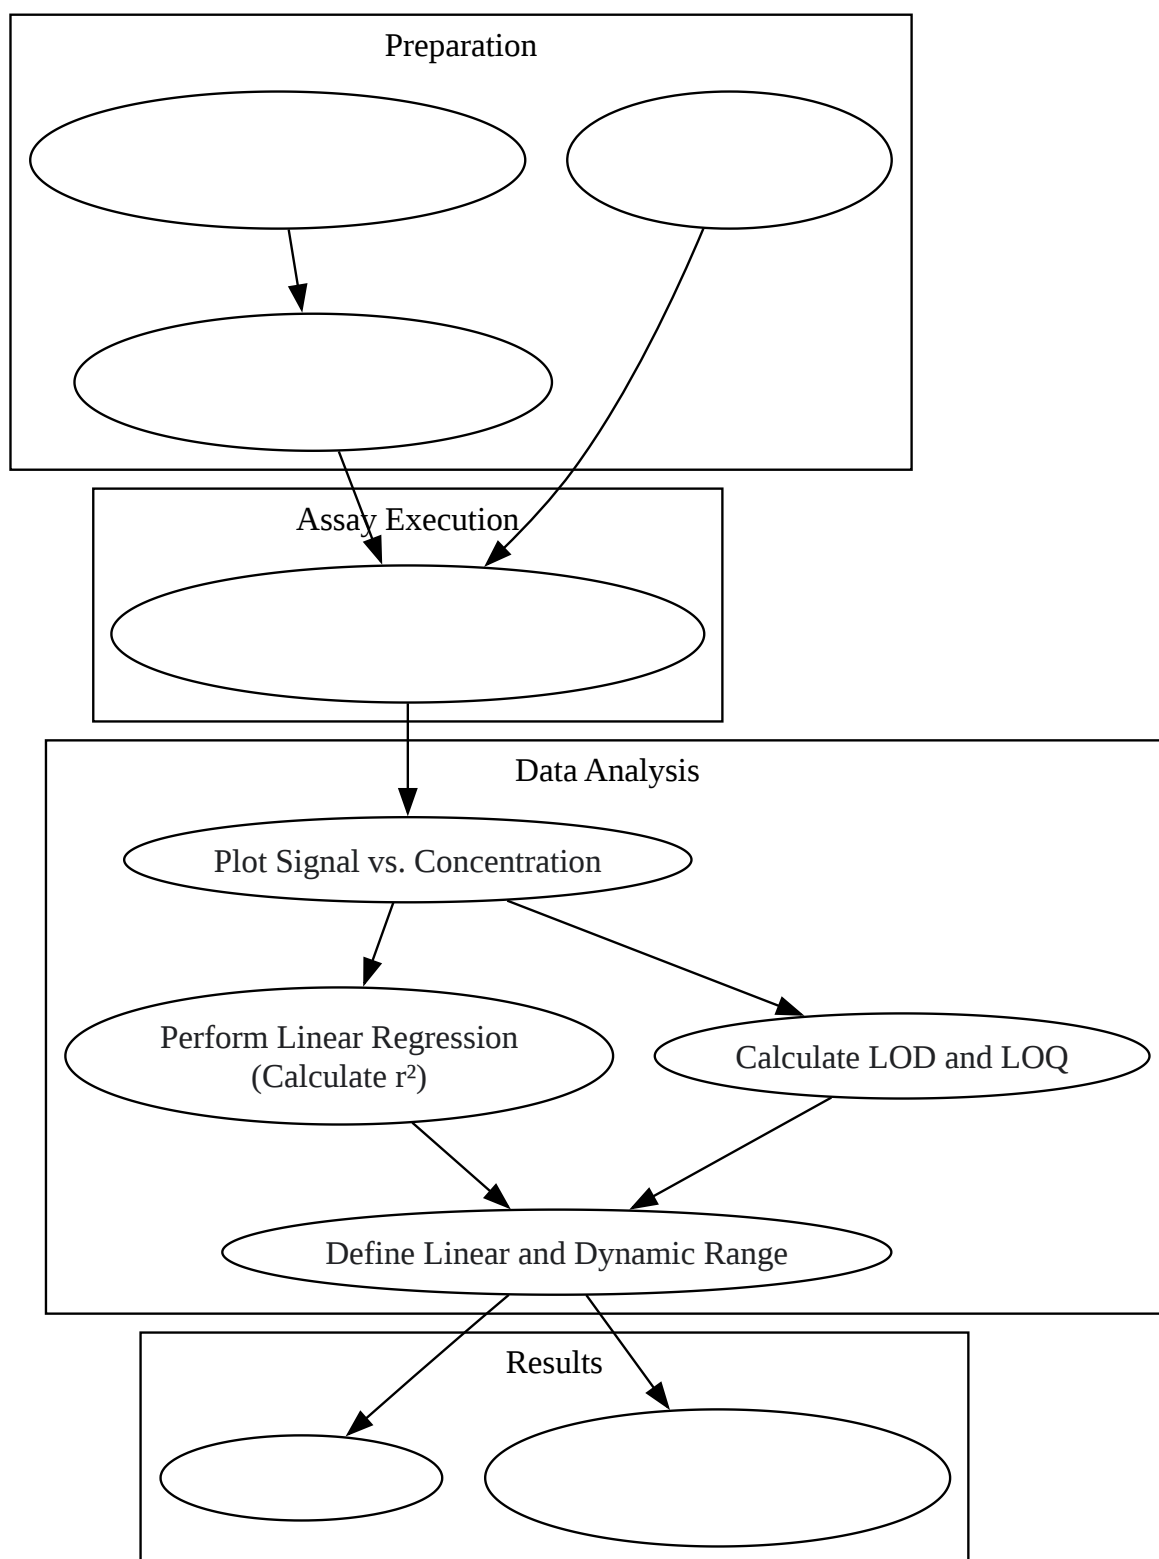 Preparation
Assay Execution
Data Analysis
Plot Signal vs. Concentration
Perform Linear Regression
(Calculate r²)
Calculate LOD and LOQ
Define Linear and Dynamic Range
Results